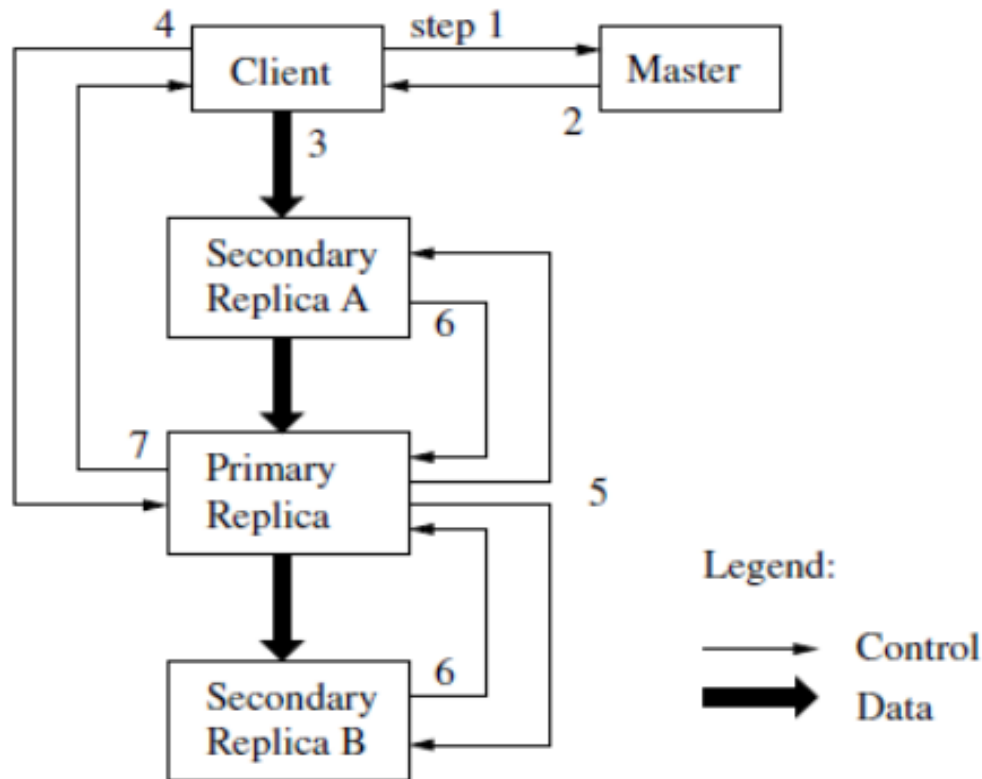 4
step 1
Client
Master
2
3
Secondary
Replica A
6
7
Primary
Replica
5
Legend:
Control
Data
6
Secondary
Replica B